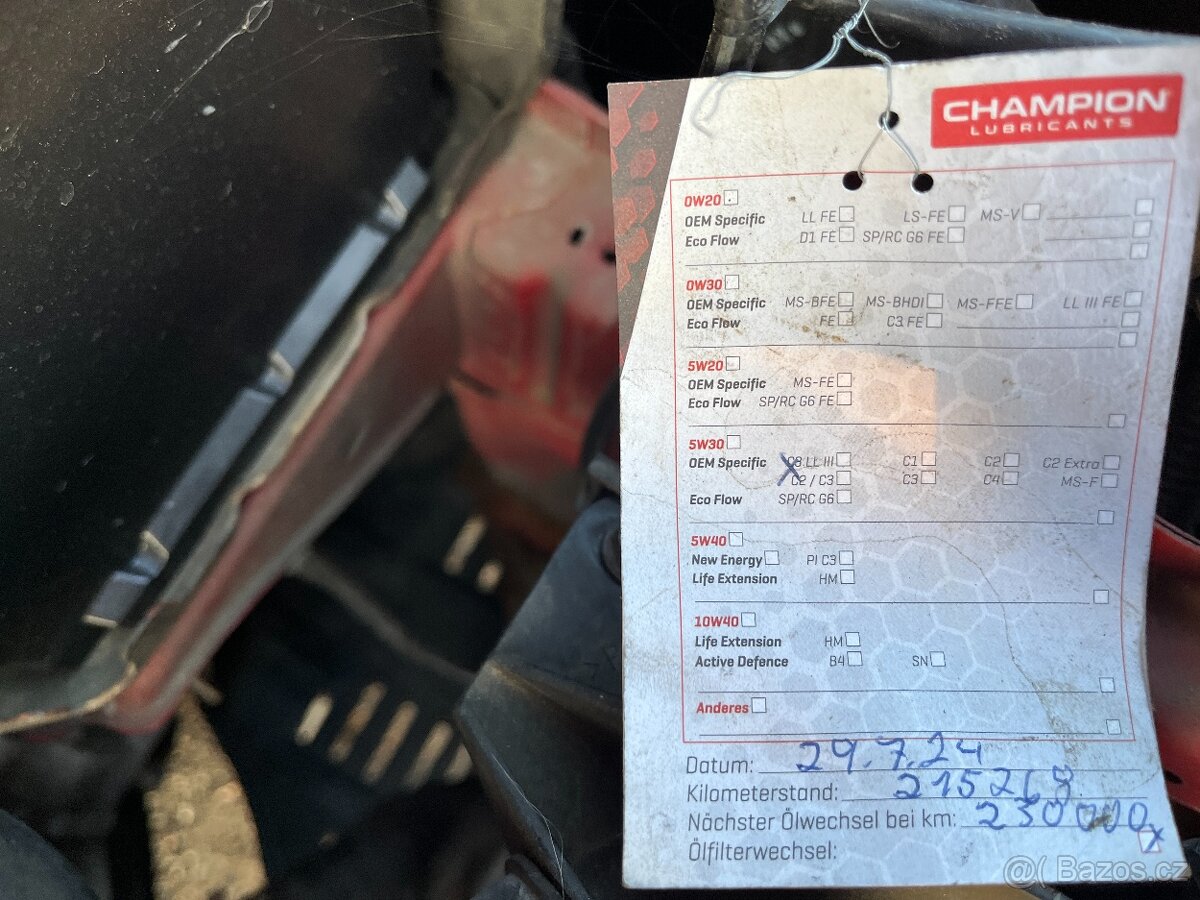 CHAMPION
LUBRICANTS
0W20
OEM Specific LL FE LS-FE MS-V
Eco Flow D1 FE SP/RC G6 FE
0W30
OEM Specific MS-BFE MS-BHDI MS-FFE LL III FE
Eco Flow FE C3 FE
5W20
OEM Specific MS-FE
Eco Flow SP/RC G6 FE
5W30
OEM Specific X C3 LL III C1 C2 C2 Extra
C2 / C3 C3 C4 MS-F
Eco Flow SP/RC G6
5W40
New Energy PI C3
Life Extension HM
10W40
Life Extension HM
Active Defence B4 SN
Anderes
Datum: 29.7.24
Kilometerstand: 215268
Nächster Ölwechsel bei km: 230000
Ölfilterwechsel: x
@( Bazos.cz